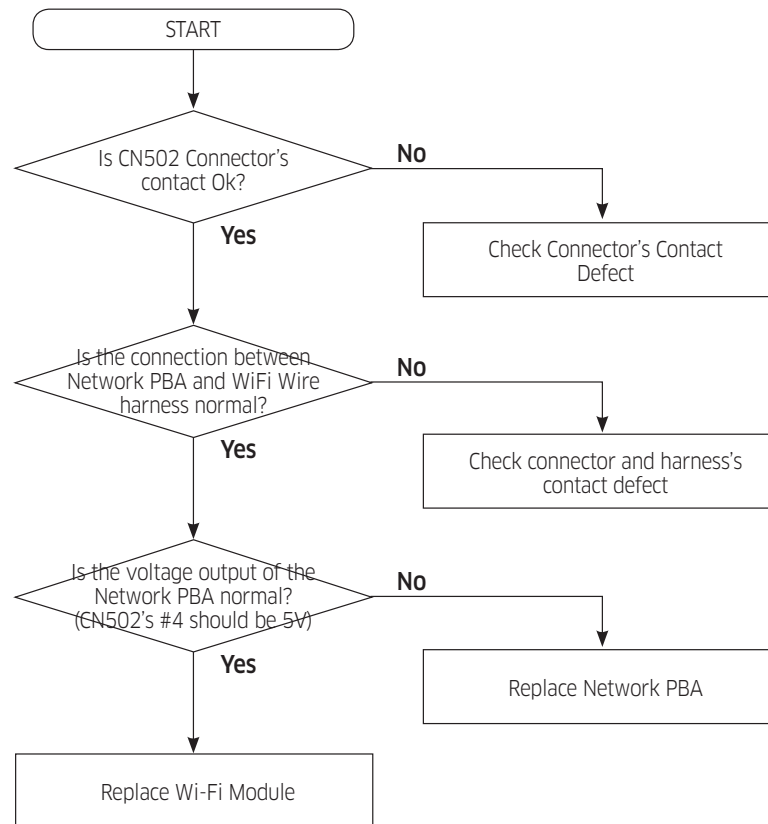 START
Is CN502 Connector's
contact Ok?
No
Yes
Check Connector's Contact
Defect
Is the connection between
Network PBA and WiFi Wire
harness normal?
No
Yes
Check connector and harness's
contact defect
Is the voltage output of the
Network PBA normal?
(CN502's #4 should be 5V)
No
Yes
Replace Network PBA
Replace Wi-Fi Module